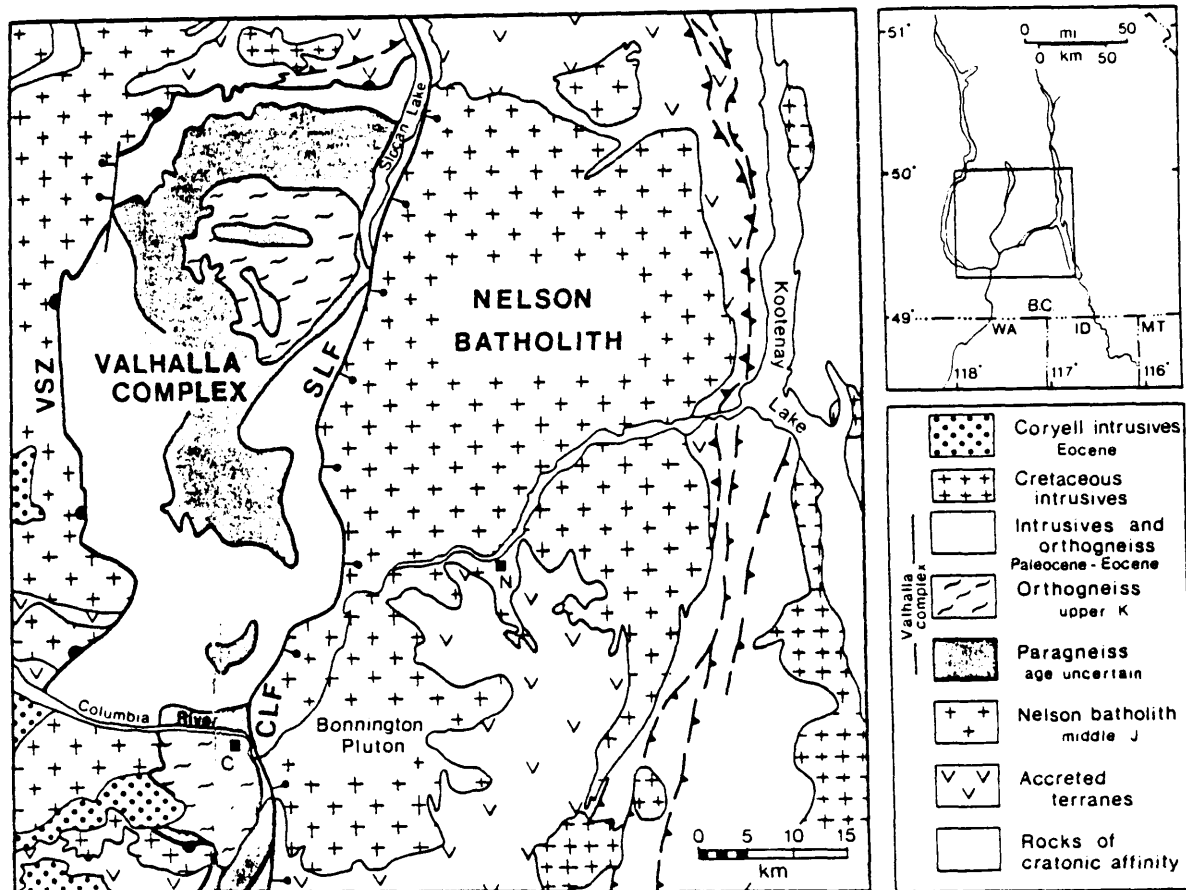 Slocan Lake
NELSON
BATHOLITH
Kootenay
Lake
VSZ
VALHALLA
COMPLEX
SLF
N
Columbia
River
CLF
C
Bonnington
Pluton
0 5 10 15
km
0 mi 50
0 km 50
51°
50°
49°
BC
WA
ID
MT
118°
117°
116°
Coryell intrusives
Eocene
Cretaceous
intrusives
Intrusives and
orthogneiss
Paleocene - Eocene
Valhalla
complex
Orthogneiss
upper K
Paragneiss
age uncertain
Nelson batholith
middle J
Accreted
terranes
Rocks of
cratonic affinity